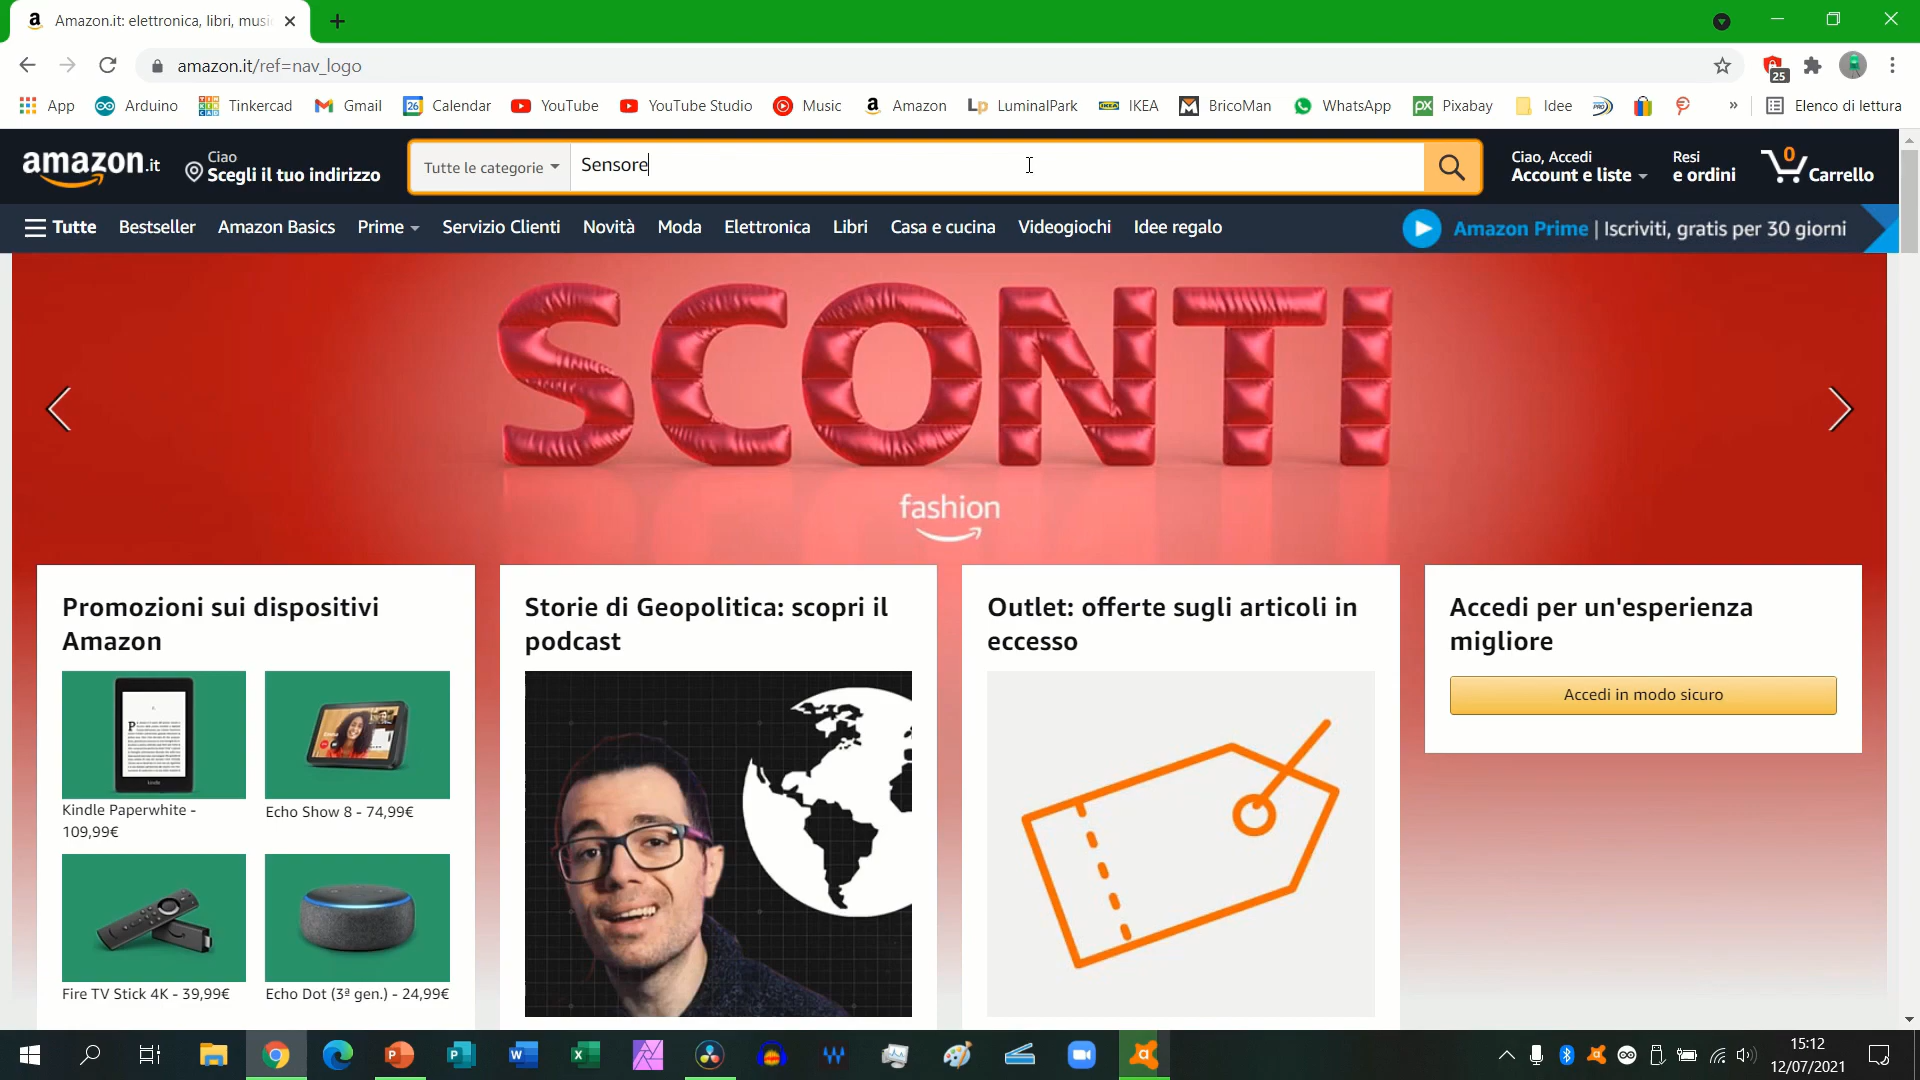 Amazon.it: elettronica, libri, musi
amazon.it/ref=nav_logo
25
App
Arduino
Tinkercad
Gmail
Calendar
YouTube
YouTube Studio
Music
Amazon
LuminalPark
IKEA
BricoMan
WhatsApp
Pixabay
Idee
Elenco di lettura
amazon.it
Ciao
Scegli il tuo indirizzo
Tutte le categorie
Sensore
Ciao, Accedi
Account e liste
Resi
e ordini
0
Carrello
Tutte
Bestseller
Amazon Basics
Prime
Servizio Clienti
Novità
Moda
Elettronica
Libri
Casa e cucina
Videogiochi
Idee regalo
Amazon Prime | Iscriviti, gratis per 30 giorni
SCONTI
fashion
Promozioni sui dispositivi
Amazon
Kindle Paperwhite -
109,99€
Echo Show 8 - 74,99€
Fire TV Stick 4K - 39,99€
Echo Dot (3ª gen.) - 24,99€
Storie di Geopolitica: scopri il
podcast
Outlet: offerte sugli articoli in
eccesso
Accedi per un'esperienza
migliore
Accedi in modo sicuro
15:12
12/07/2021